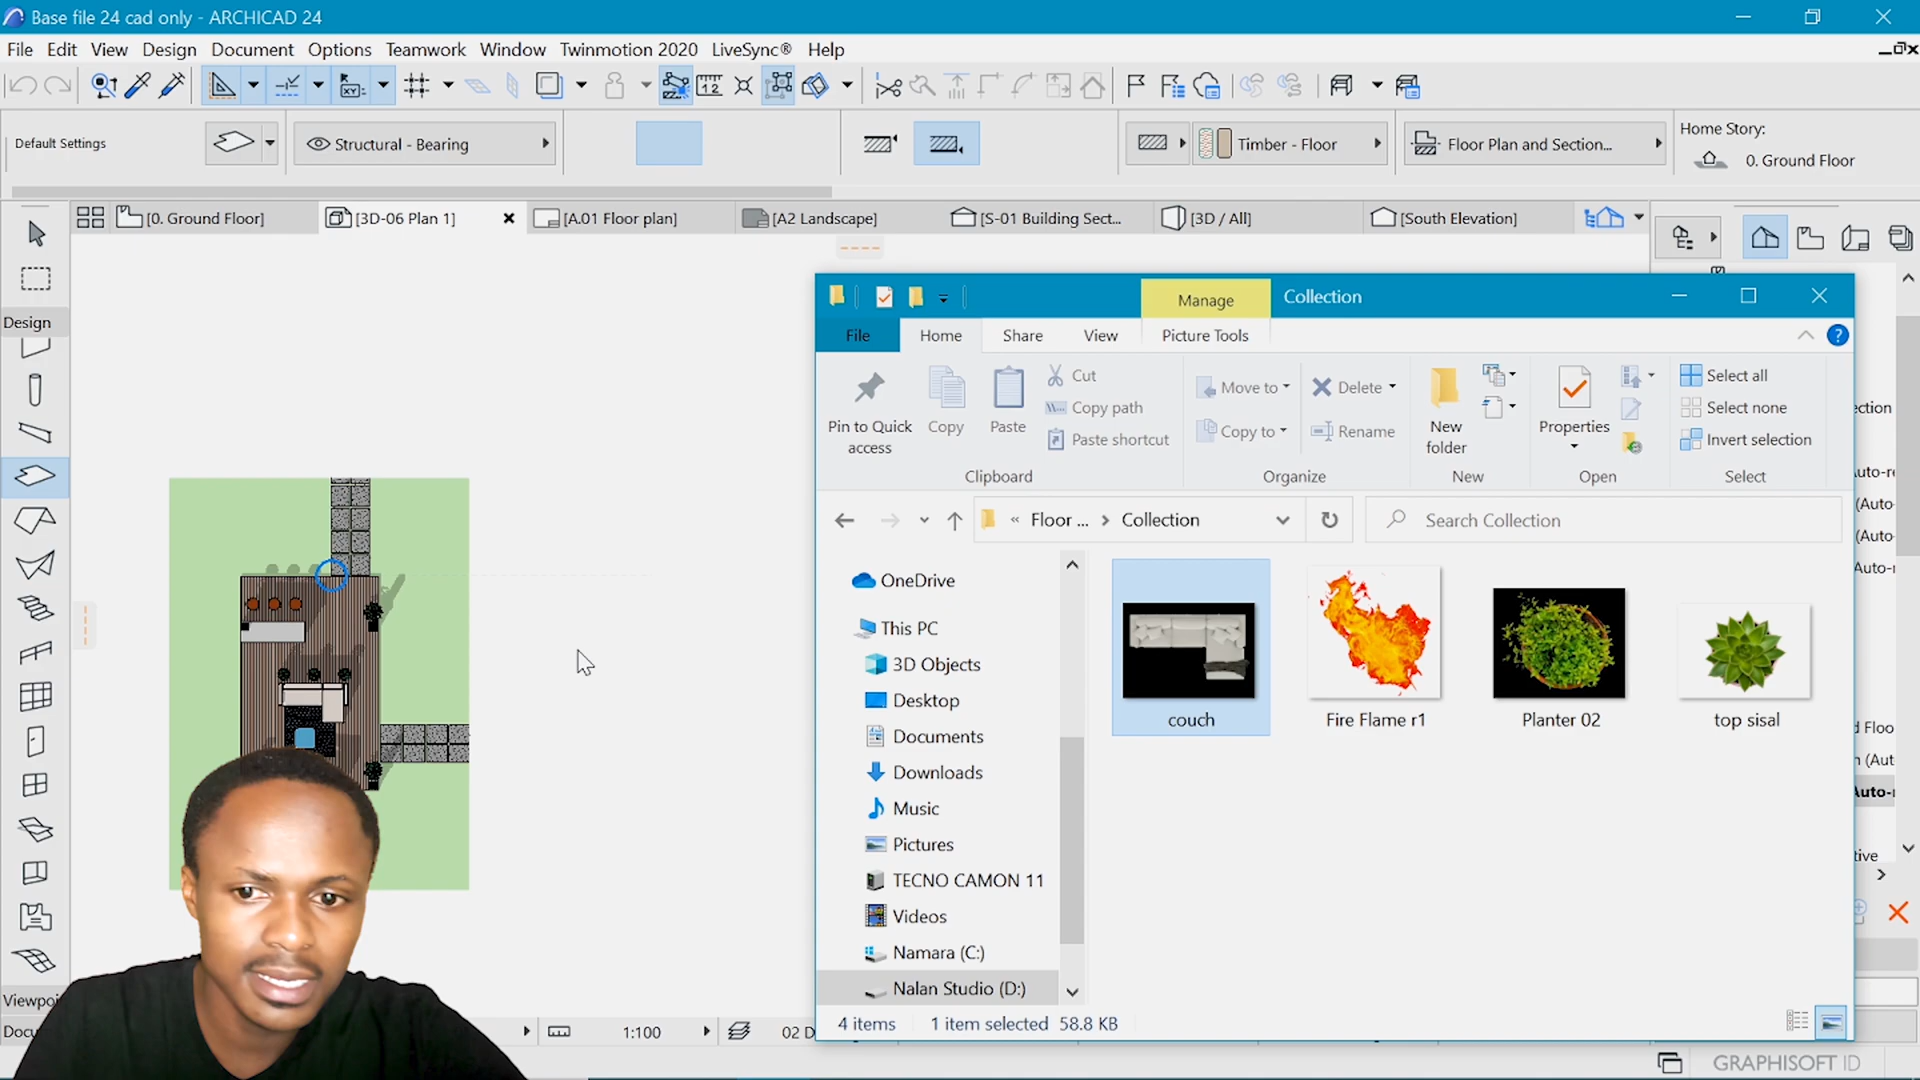 Base file 24 cad only - ARCHICAD 24
File Edit View Design Document Options Teamwork Window Twinmotion 2020 LiveSync® Help
Default Settings
Structural - Bearing
Timber - Floor
Floor Plan and Section...
Home Story:
0. Ground Floor
[0. Ground Floor]
[3D-06 Plan 1]
[A.01 Floor plan]
[A2 Landscape]
[S-01 Building Sect...
[3D / All]
[South Elevation]
Design
Manage
Collection
File
Home
Share
View
Picture Tools
Pin to Quick
access
Copy
Paste
Cut
Copy path
Paste shortcut
Move to
Copy to
Delete
Rename
New
folder
Properties
Select all
Select none
Invert selection
Clipboard
Organize
New
Open
Select
« Floor ... > Collection
Search Collection
OneDrive
This PC
3D Objects
Desktop
Documents
Downloads
Music
Pictures
TECNO CAMON 11
Videos
Namara (C:)
Nalan Studio (D:)
couch
Fire Flame r1
Planter 02
top sisal
4 items
1 item selected 58.8 KB
Viewpoi
Docu
1:100
02 D
GRAPHISOFT ID